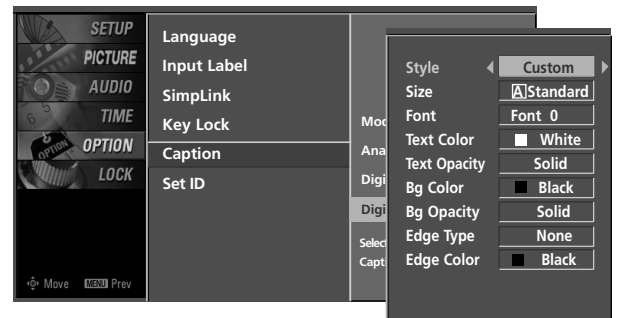 SETUP
PICTURE
AUDIO
TIME
OPTION
LOCK
Move MENU Prev
Language
Input Label
SimpLink
Key Lock
Caption
Set ID
Style Custom
Size A Standard
Font Font 0
Text Color White
Text Opacity Solid
Bg Color Black
Bg Opacity Solid
Edge Type None
Edge Color Black